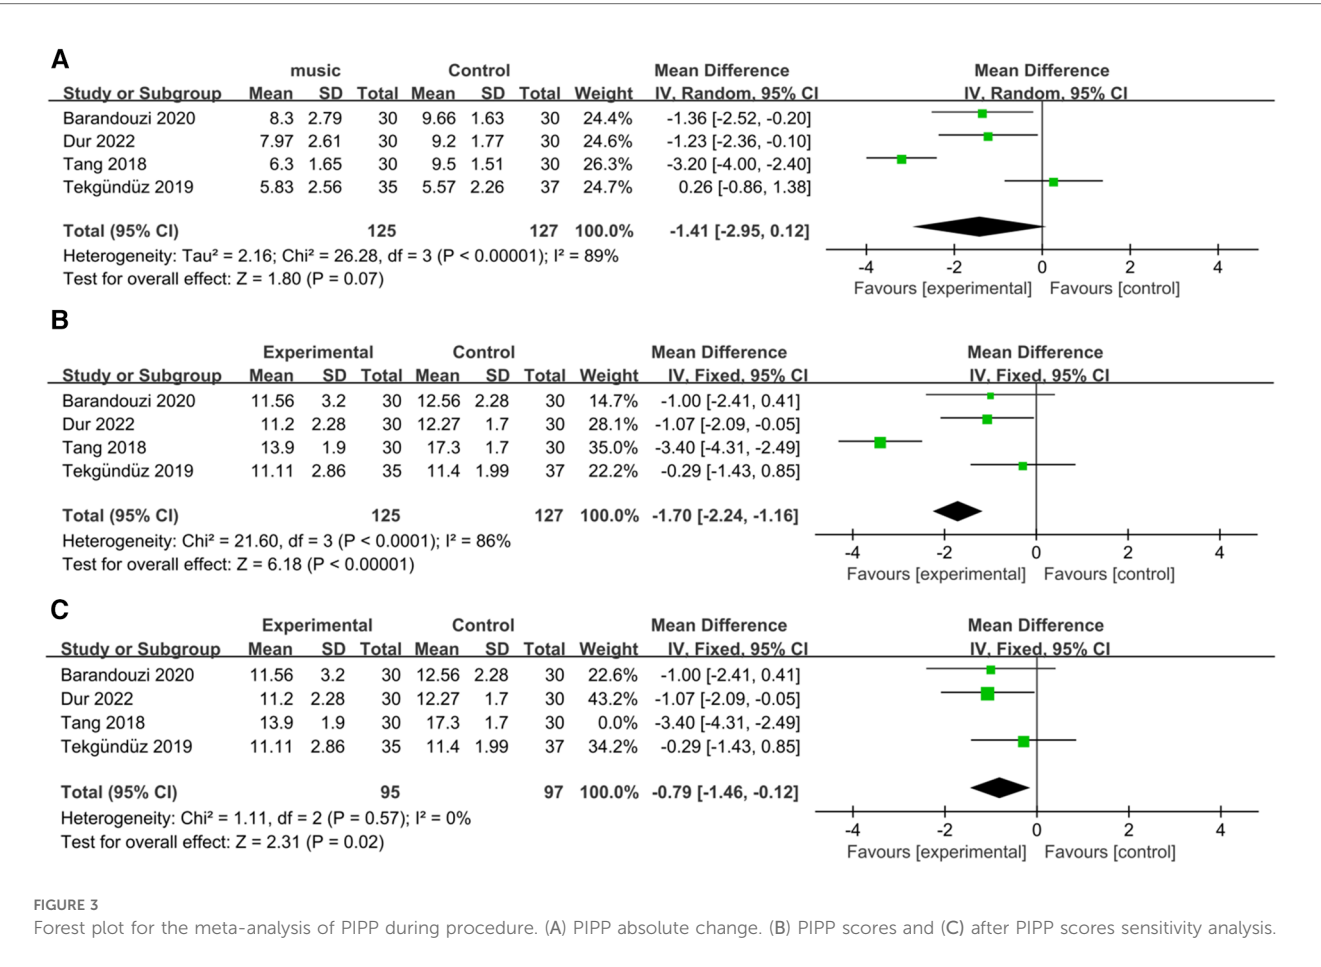 A
music Control Mean Difference Mean Difference
Study or Subgroup Mean SD Total Mean SD Total Weight IV, Random, 95% CI IV, Random, 95% CI
Barandouzi 2020 8.3 2.79 30 9.66 1.63 30 24.4% -1.36 [-2.52, -0.20]
Dur 2022 7.97 2.61 30 9.2 1.77 30 24.6% -1.23 [-2.36, -0.10]
Tang 2018 6.3 1.65 30 9.5 1.51 30 26.3% -3.20 [-4.00, -2.40]
Tekgündüz 2019 5.83 2.56 35 5.57 2.26 37 24.7% 0.26 [-0.86, 1.38]
Total (95% CI) 125 127 100.0% -1.41 [-2.95, 0.12]
Heterogeneity: Tau² = 2.16; Chi² = 26.28, df = 3 (P < 0.00001); I² = 89%
Test for overall effect: Z = 1.80 (P = 0.07)
-4 -2 0 2 4
Favours [experimental] Favours [control]
B
Experimental Control Mean Difference Mean Difference
Study or Subgroup Mean SD Total Mean SD Total Weight IV, Fixed, 95% CI IV, Fixed, 95% CI
Barandouzi 2020 11.56 3.2 30 12.56 2.28 30 14.7% -1.00 [-2.41, 0.41]
Dur 2022 11.2 2.28 30 12.27 1.7 30 28.1% -1.07 [-2.09, -0.05]
Tang 2018 13.9 1.9 30 17.3 1.7 30 35.0% -3.40 [-4.31, -2.49]
Tekgündüz 2019 11.11 2.86 35 11.4 1.99 37 22.2% -0.29 [-1.43, 0.85]
Total (95% CI) 125 127 100.0% -1.70 [-2.24, -1.16]
Heterogeneity: Chi² = 21.60, df = 3 (P < 0.0001); I² = 86%
Test for overall effect: Z = 6.18 (P < 0.00001)
-4 -2 0 2 4
Favours [experimental] Favours [control]
C
Experimental Control Mean Difference Mean Difference
Study or Subgroup Mean SD Total Mean SD Total Weight IV, Fixed, 95% CI IV, Fixed, 95% CI
Barandouzi 2020 11.56 3.2 30 12.56 2.28 30 22.6% -1.00 [-2.41, 0.41]
Dur 2022 11.2 2.28 30 12.27 1.7 30 43.2% -1.07 [-2.09, -0.05]
Tang 2018 13.9 1.9 30 17.3 1.7 30 0.0% -3.40 [-4.31, -2.49]
Tekgündüz 2019 11.11 2.86 35 11.4 1.99 37 34.2% -0.29 [-1.43, 0.85]
Total (95% CI) 95 97 100.0% -0.79 [-1.46, -0.12]
Heterogeneity: Chi² = 1.11, df = 2 (P = 0.57); I² = 0%
Test for overall effect: Z = 2.31 (P = 0.02)
-4 -2 0 2 4
Favours [experimental] Favours [control]
FIGURE 3
Forest plot for the meta-analysis of PIPP during procedure. (A) PIPP absolute change. (B) PIPP scores and (C) after PIPP scores sensitivity analysis.